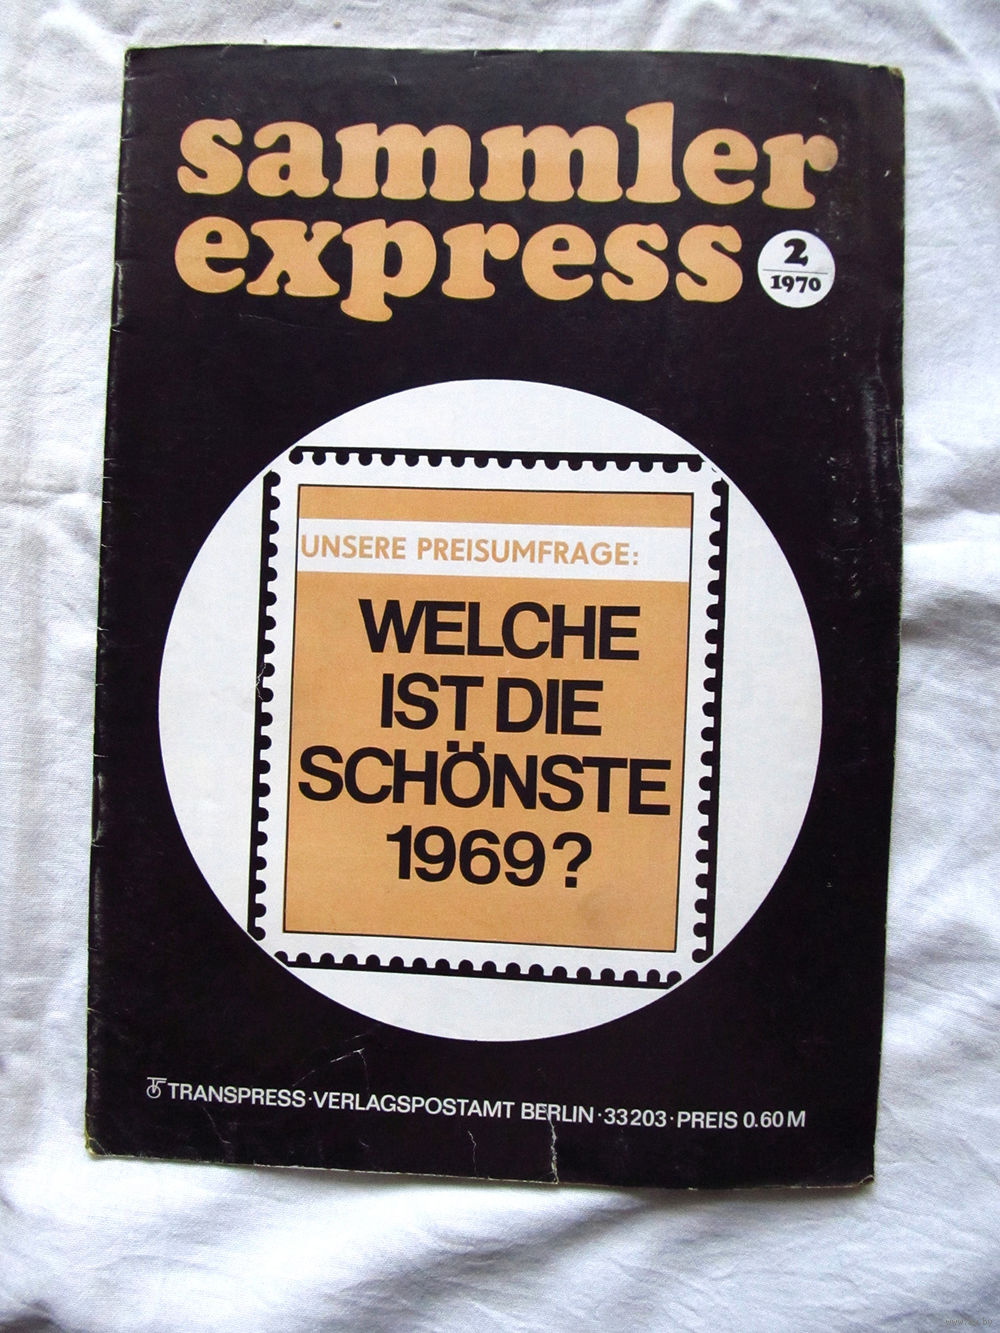 sammler
express
2
1970
UNSERE PREISUMFRAGE:
WELCHE
IST DIE
SCHÖNSTE
1969?
TRANSPRESS·VERLAGSPOSTAMT BERLIN·33203·PREIS 0.60 M